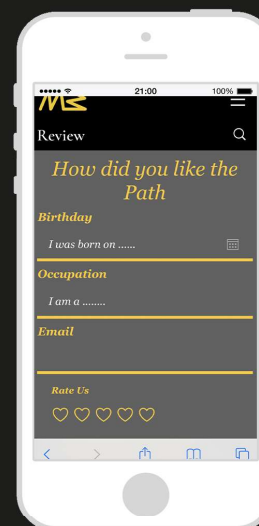 21:00
100%
Review
How did you like the
Path
Birthday
I was born on ......
Occupation
I am a ........
Email
Rate Us